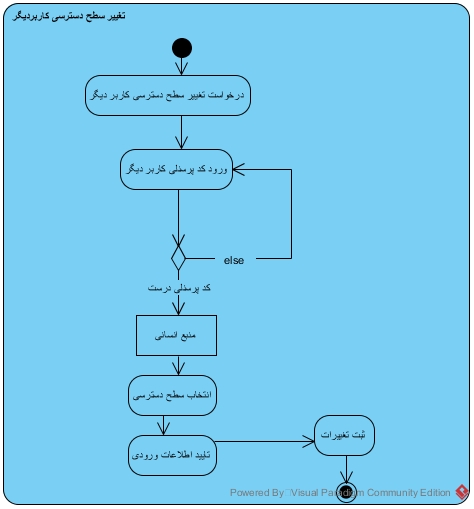 تغییر سطح دسترسی کاربردیگر
درخواست تغییر سطح دسترسی کاربر دیگر
ورود کد پرسنلی کاربر دیگر
else
کد پرسنلی درست
منبع انسانی
انتخاب سطح دسترسی
تایید اطلاعات ورودی
ثبت تغییرات
Powered By Visual Paradigm Community Edition